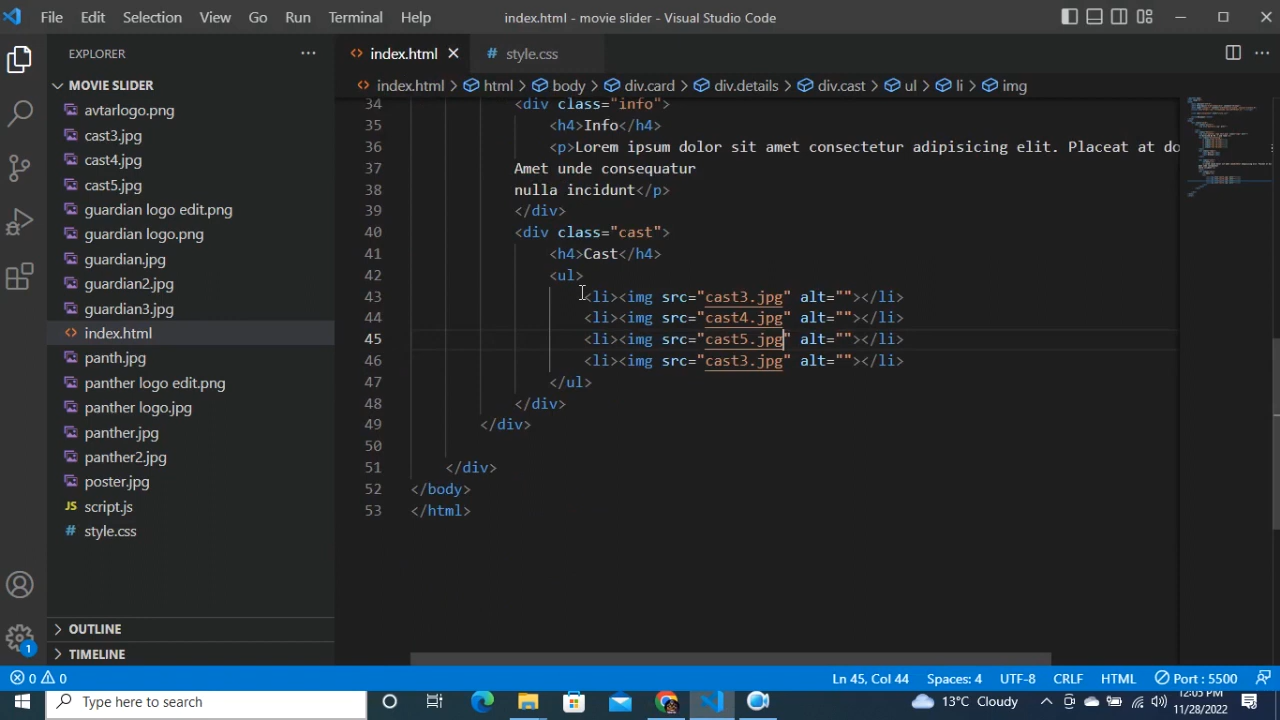 File Edit Selection View Go Run Terminal Help index.html - movie slider - Visual Studio Code
EXPLORER
index.html
style.css
MOVIE SLIDER
index.html > html > body > div.card > div.details > div.cast > ul > li > img
avtarlogo.png
cast3.jpg
cast4.jpg
cast5.jpg
guardian logo edit.png
guardian logo.png
guardian.jpg
guardian2.jpg
guardian3.jpg
index.html
panth.jpg
panther logo edit.png
panther logo.jpg
panther.jpg
panther2.jpg
poster.jpg
script.js
style.css
OUTLINE
TIMELINE
34 <div class="info">
35 <h4>Info</h4>
36 <p>Lorem ipsum dolor sit amet consectetur adipisicing elit. Placeat at do
37 Amet unde consequatur
38 nulla incidunt</p>
39 </div>
40 <div class="cast">
41 <h4>Cast</h4>
42 <ul>
43 <li><img src="cast3.jpg" alt=""></li>
44 <li><img src="cast4.jpg" alt=""></li>
45 <li><img src="cast5.jpg" alt=""></li>
46 <li><img src="cast3.jpg" alt=""></li>
47 </ul>
48 </div>
49 </div>
50
51 </div>
52 </body>
53 </html>
1
0 0 Ln 45, Col 44 Spaces: 4 UTF-8 CRLF HTML Port : 5500
Type here to search
13°C Cloudy
12:05 PM
11/28/2022